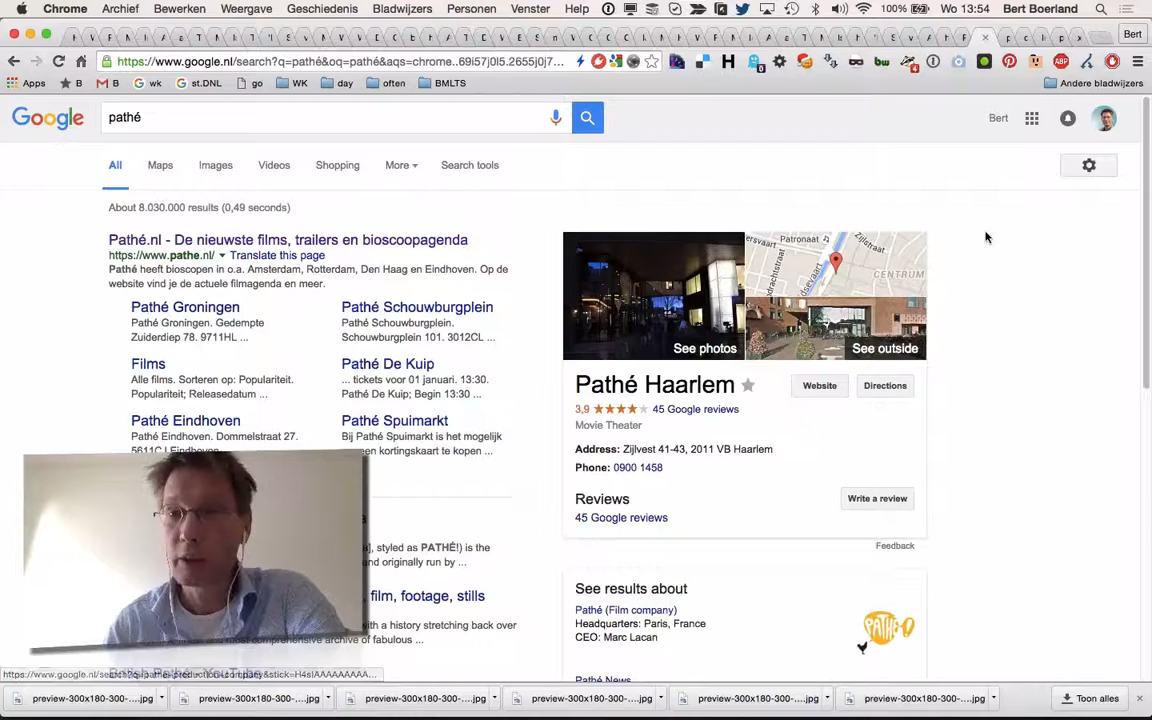 Chrome Archief Bewerken Weergave Geschiedenis Bladwijzers Personen Venster Help 100% Wo 13:54 Bert Boerland
Bert
https://www.google.nl/search?q=pathé&oq=pathé&aqs=chrome..69i57j0l5.2655j0j7...
Apps B M B wk st.DNL go WK day often BMLTS Andere bladwijzers
Google pathé Bert
All Maps Images Videos Shopping More Search tools
About 8.030.000 results (0,49 seconds)
Pathé.nl - De nieuwste films, trailers en bioscoopagenda
https://www.pathe.nl/ Translate this page
Pathé heeft bioscopen in o.a. Amsterdam, Rotterdam, Den Haag en Eindhoven. Op de
website vind je de actuele filmagenda en meer.
Pathé Groningen
Pathé Groningen. Gedempte
Zuiderdiep 78. 9711HL ...
Pathé Schouwburgplein
Pathé Schouwburgplein.
Schouwburgplein 101. 3012CL ...
Films
Alle films. Sorteren op: Populariteit.
Populariteit; Releasedatum ...
Pathé De Kuip
... tickets voor 01 januari. 13:30.
Pathé De Kuip; Begin 13:30 ...
Pathé Eindhoven
Pathé Eindhoven. Dommelstraat 27.
5611CJ Eindhoven ...
Pathé Spuimarkt
Bij Pathé Spuimarkt is het mogelijk
een kortingskaart te kopen ...
styled as PATHÉ!) is the
and originally run by ...
film, footage, stills
with a history stretching back over
archive of fabulous ...
Patronaat
Zijlstraat
CENTRUM
See photos
See outside
Pathé Haarlem
Website
Directions
3,9 45 Google reviews
Movie Theater
Address: Zijlvest 41-43, 2011 VB Haarlem
Phone: 0900 1458
Reviews
Write a review
45 Google reviews
Feedback
See results about
Pathé (Film company)
Headquarters: Paris, France
CEO: Marc Lacan
PATHÉ!
Pathé News
preview-300x180-300-....jpg preview-300x180-300-....jpg preview-300x180-300-....jpg preview-300x180-300-....jpg preview-300x180-300-....jpg preview-300x180-300-....jpg Toon alles